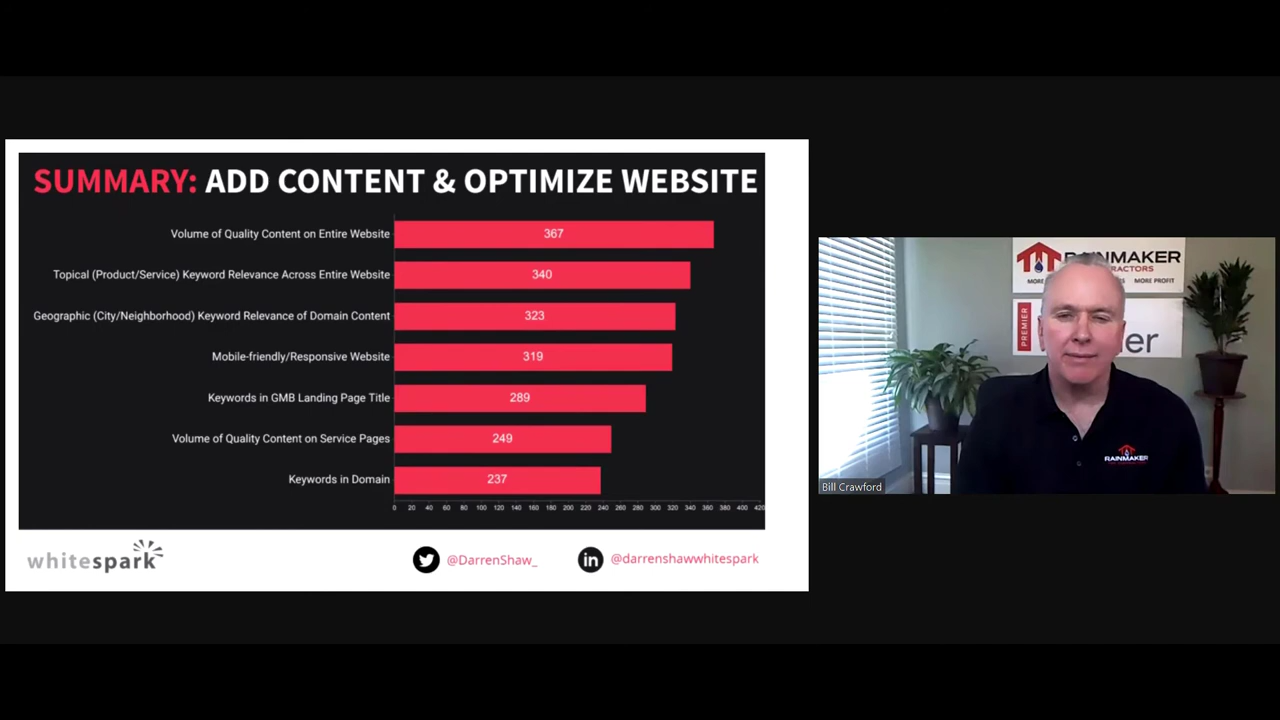 SUMMARY: ADD CONTENT & OPTIMIZE WEBSITE
Volume of Quality Content on Entire Website
367
Topical (Product/Service) Keyword Relevance Across Entire Website
340
Geographic (City/Neighborhood) Keyword Relevance of Domain Content
323
Mobile-friendly/Responsive Website
319
Keywords in GMB Landing Page Title
289
Volume of Quality Content on Service Pages
249
Keywords in Domain
237
0 20 40 60 80 100 120 140 160 180 200 220 240 260 280 300 320 340 360 380 400 420
whitespark
@DarrenShaw_
in @darrenshawwhitespark
RAINMAKER
MORE PROFIT
PREMIER
RAINMAKER
Bill Crawford